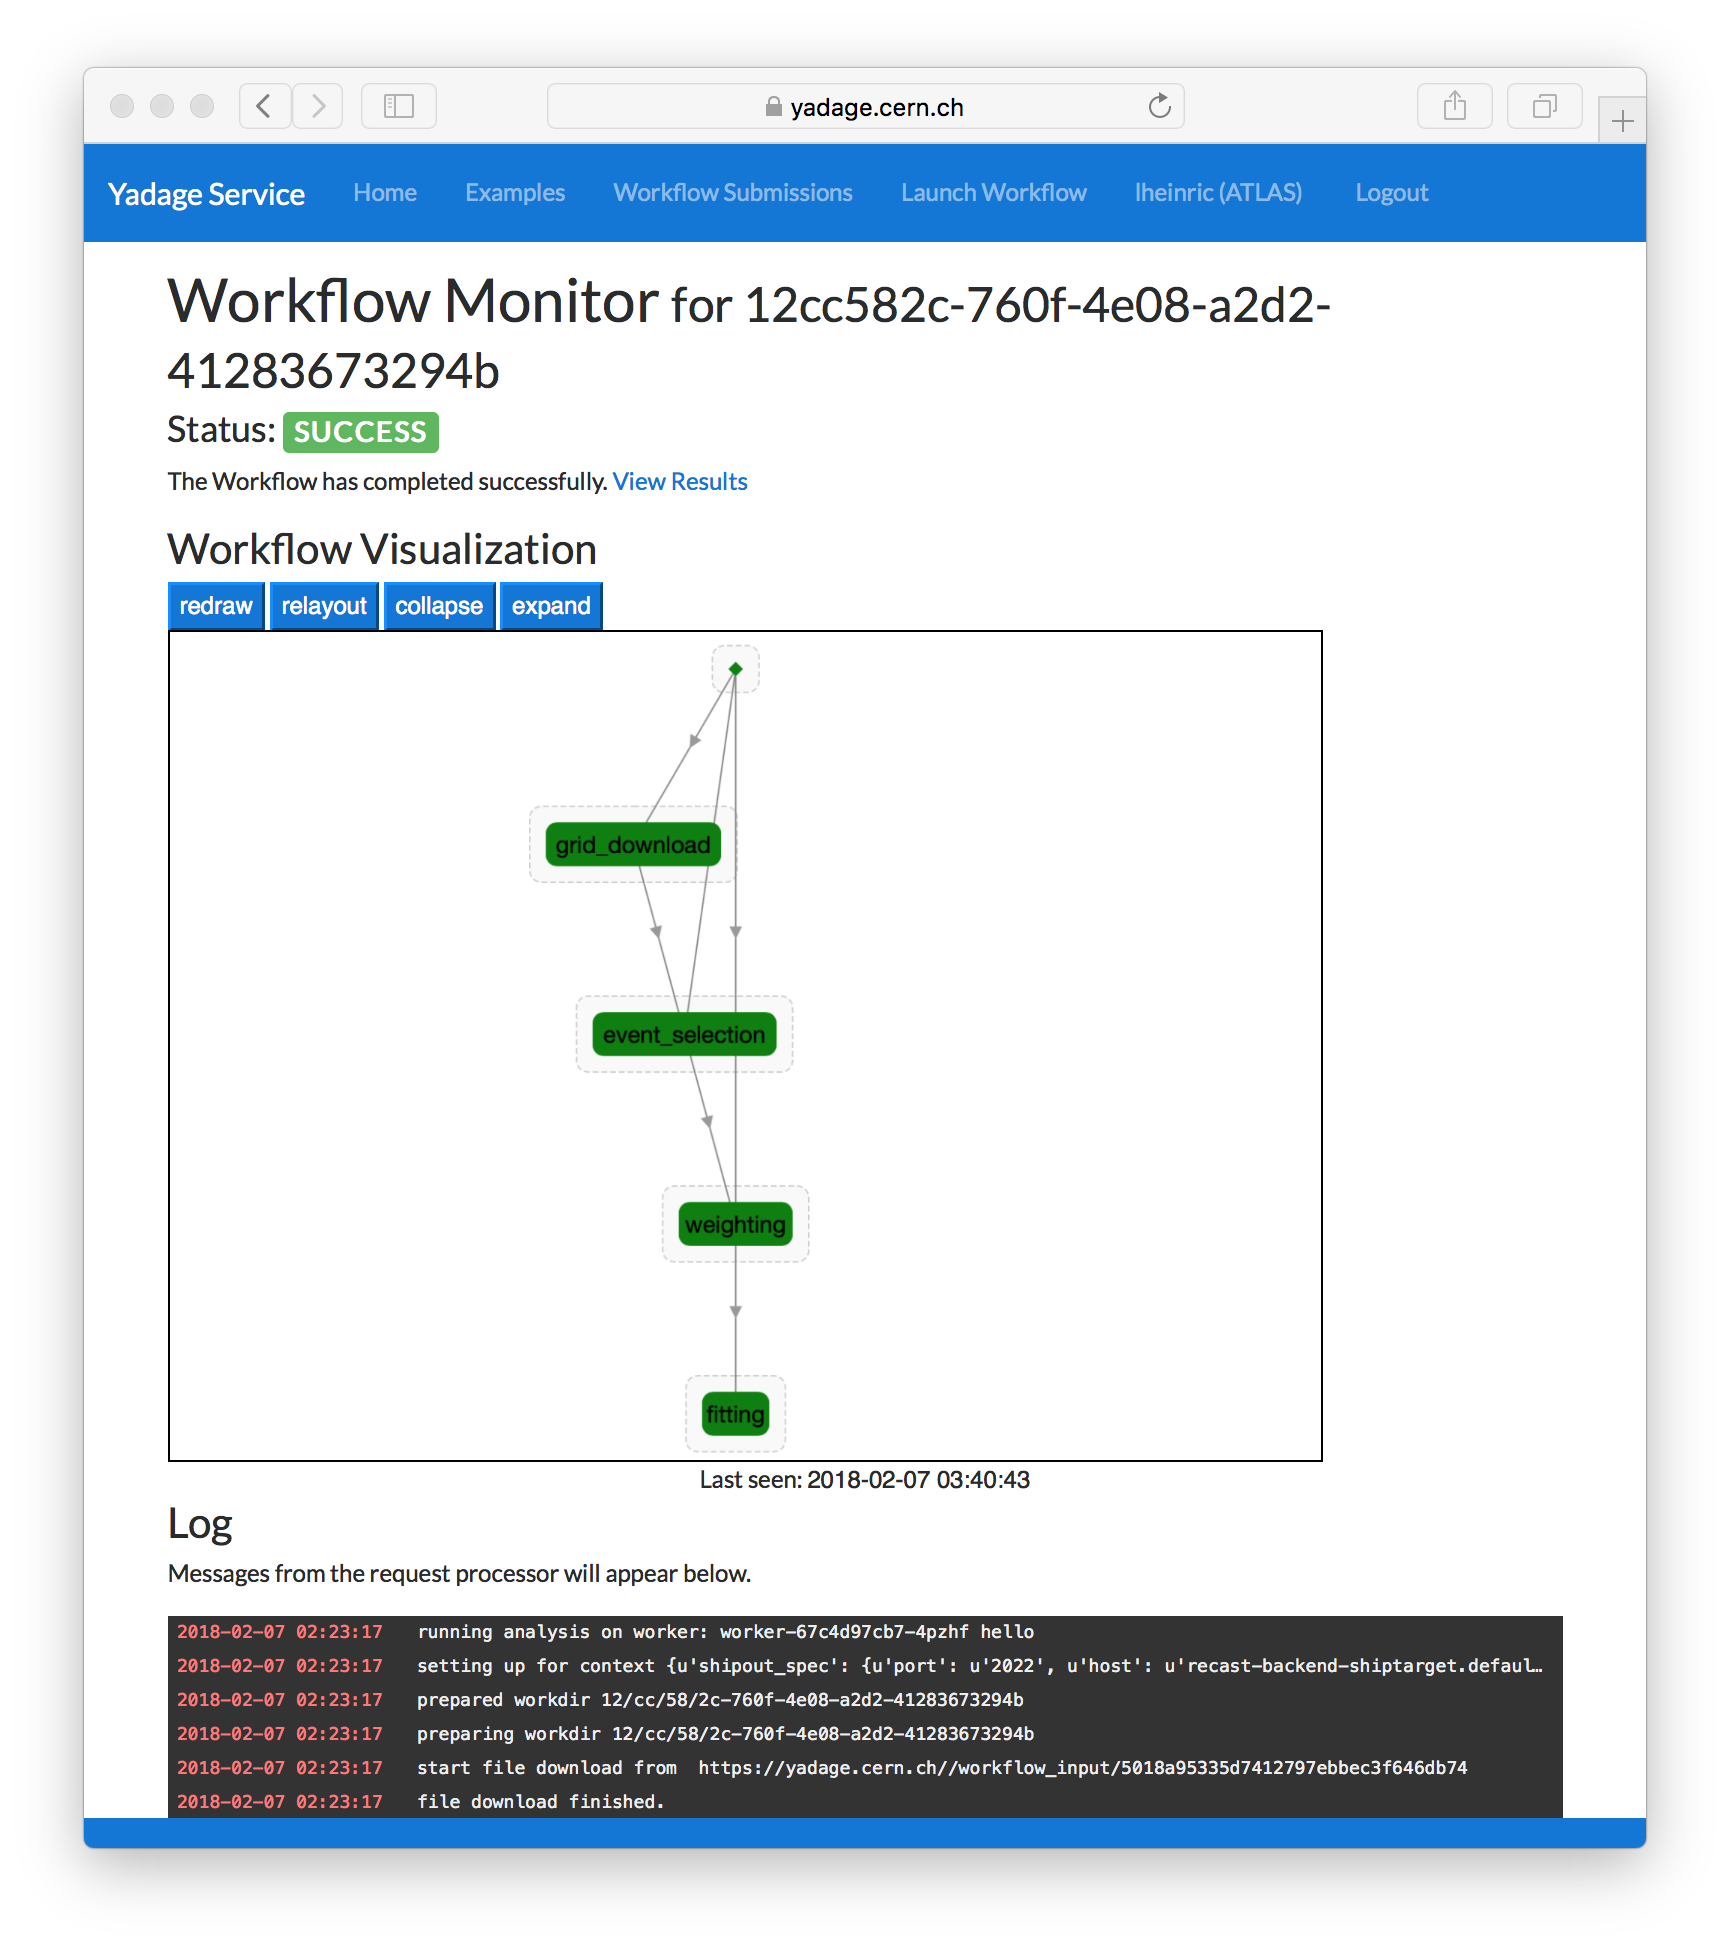 yadage.cern.ch
Yadage Service Home Examples Workflow Submissions Launch Workflow lheinric (ATLAS) Logout
Workflow Monitor for 12cc582c-760f-4e08-a2d2-
41283673294b
Status: SUCCESS
The Workflow has completed successfully. View Results
Workflow Visualization
redraw relayout collapse expand
grid_download
event_selection
weighting
fitting
Last seen: 2018-02-07 03:40:43
Log
Messages from the request processor will appear below.
2018-02-07 02:23:17 running analysis on worker: worker-67c4d97cb7-4pzhf hello
2018-02-07 02:23:17 setting up for context {u'shipout_spec': {u'port': u'2022', u'host': u'recast-backend-shiptarget.defaul…
2018-02-07 02:23:17 prepared workdir 12/cc/58/2c-760f-4e08-a2d2-41283673294b
2018-02-07 02:23:17 preparing workdir 12/cc/58/2c-760f-4e08-a2d2-41283673294b
2018-02-07 02:23:17 start file download from  https://yadage.cern.ch//workflow_input/5018a95335d7412797ebbec3f646db74
2018-02-07 02:23:17 file download finished.